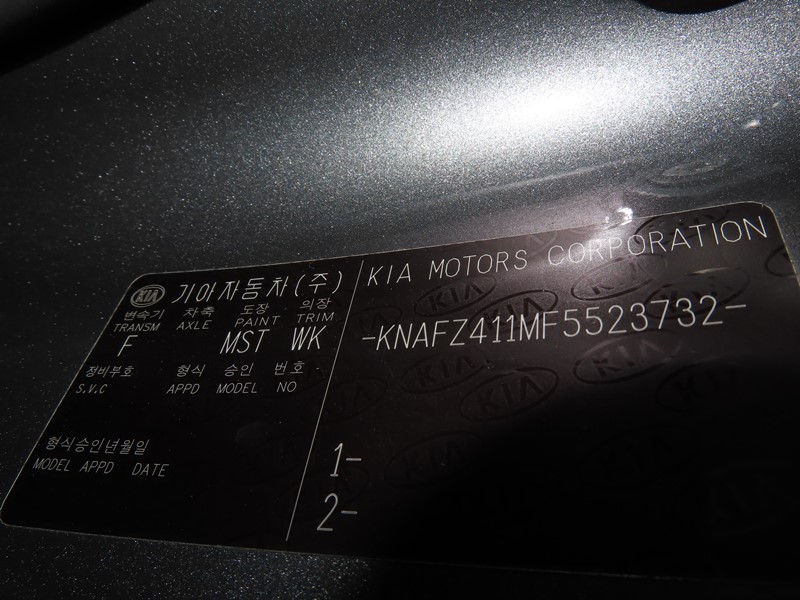 KIA 기아자동차(주)
변속기 차축 도장 의장
TRANSM AXLE PAINT TRIM
F MST WK
정비부호 형식 승인 번호
S.V.C APPD MODEL NO
형식승인년월일
MODEL APPD DATE
KIA MOTORS CORPORATION
-KNAFZ411MF5523732-
1-
2-